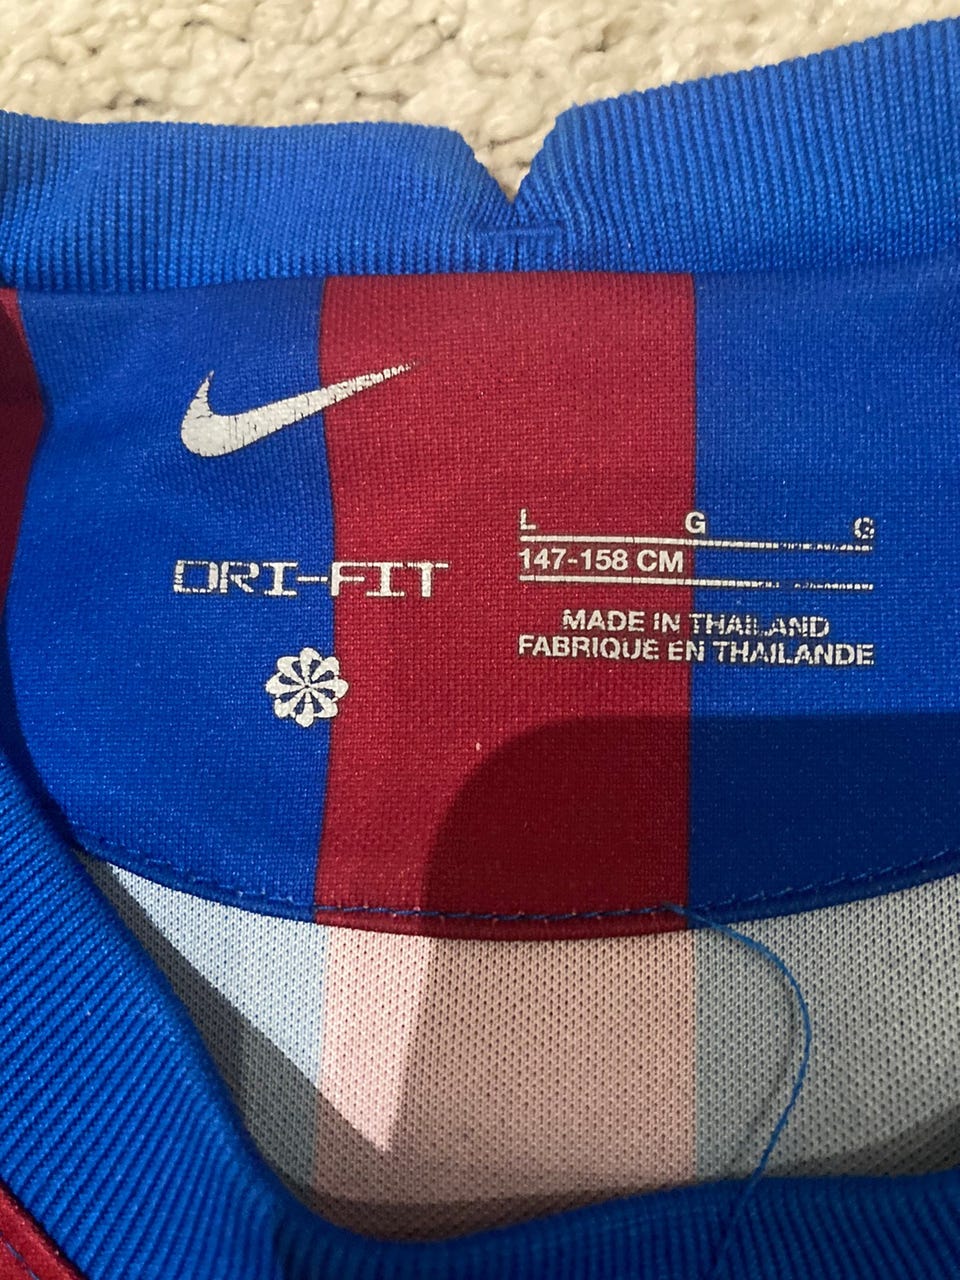 DRI-FIT
L G G
147-158 CM
MADE IN THAILAND
FABRIQUE EN THAILANDE